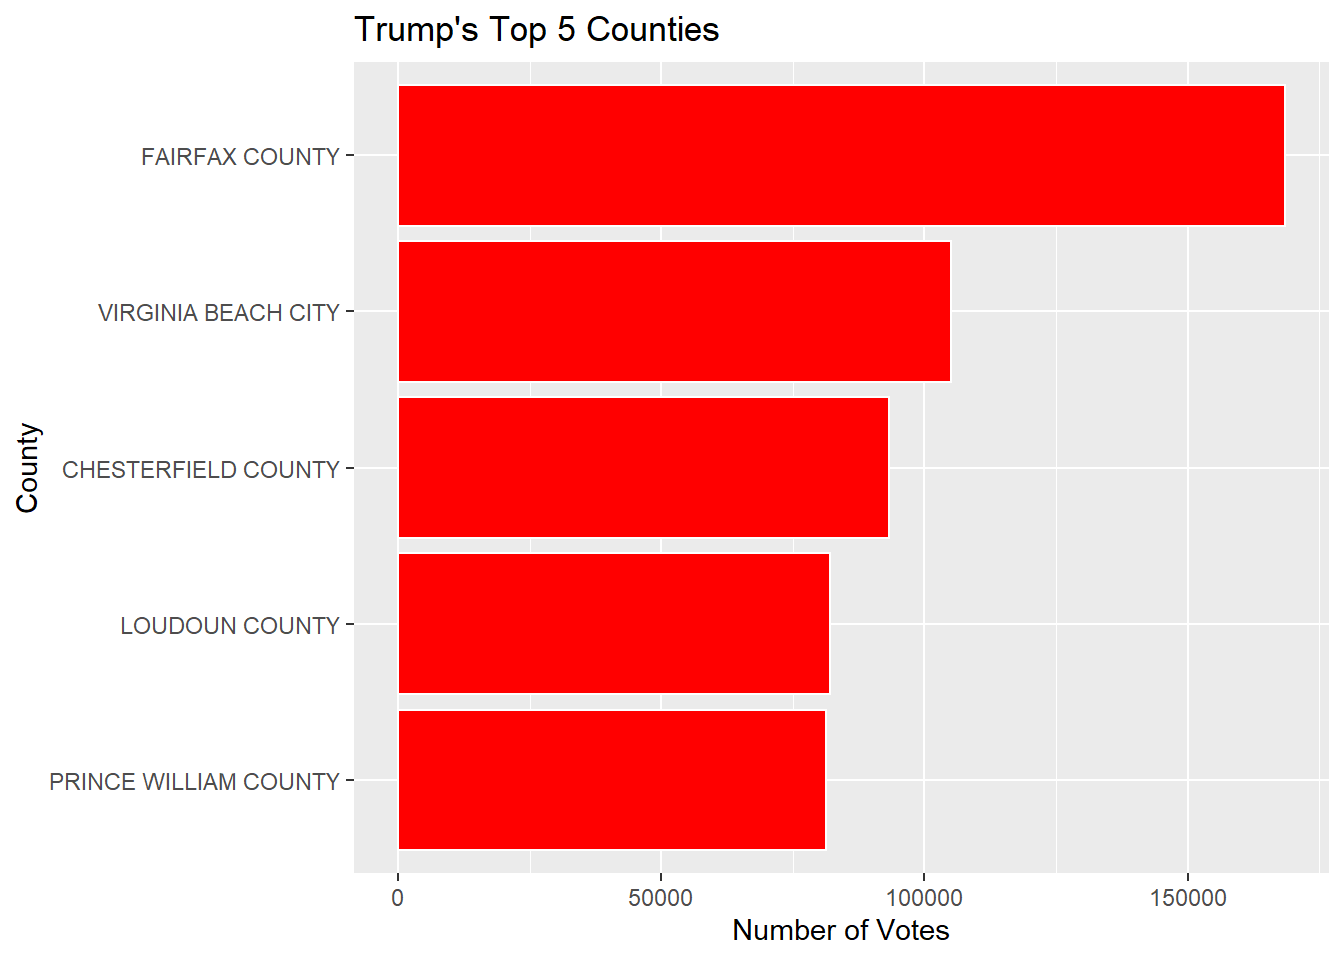 Trump's Top 5 Counties
County
FAIRFAX COUNTY
VIRGINIA BEACH CITY
CHESTERFIELD COUNTY
LOUDOUN COUNTY
PRINCE WILLIAM COUNTY
0 50000 100000 150000
Number of Votes